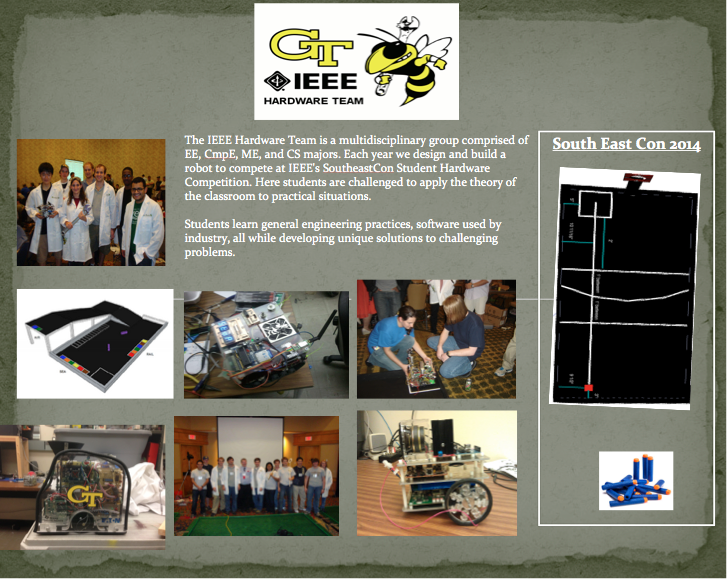 GT
IEEE
HARDWARE TEAM
The IEEE Hardware Team is a multidisciplinary group comprised of
EE, CmpE, ME, and CS majors. Each year we design and build a
robot to compete at IEEE's SoutheastCon Student Hardware
Competition. Here students are challenged to apply the theory of
the classroom to practical situations.
Students learn general engineering practices, software used by
industry, all while developing unique solutions to challenging
problems.
South East Con 2014
GT